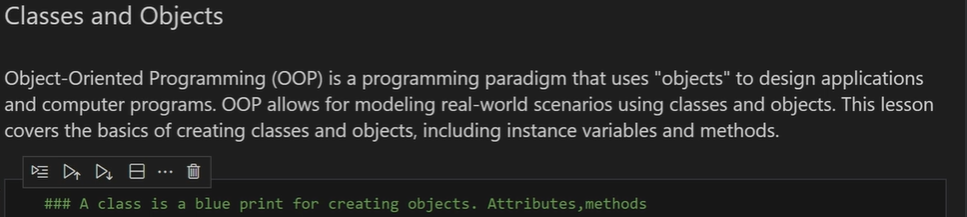 Classes and Objects
Object-Oriented Programming (OOP) is a programming paradigm that uses "objects" to design applications
and computer programs. OOP allows for modeling real-world scenarios using classes and objects. This lesson
covers the basics of creating classes and objects, including instance variables and methods.
### A class is a blue print for creating objects. Attributes,methods